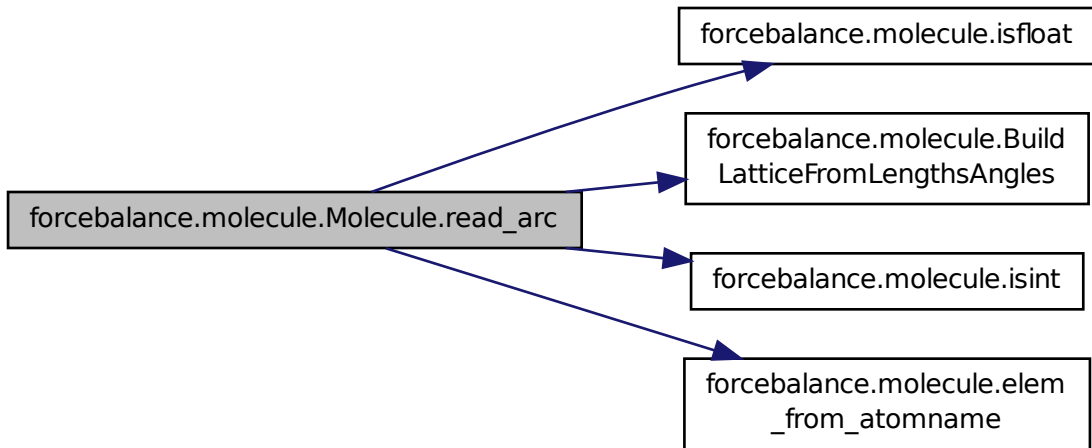 forcebalance.molecule.isfloat
forcebalance.molecule.Build
LatticeFromLengthsAngles
forcebalance.molecule.Molecule.read_arc
forcebalance.molecule.isint
forcebalance.molecule.elem
_from_atomname